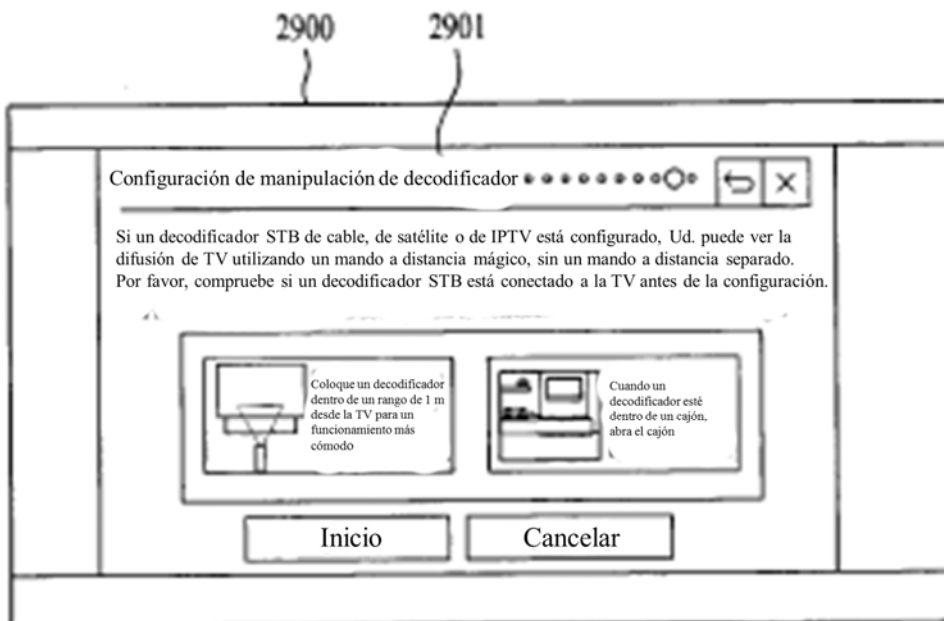 2900 2901
Configuración de manipulación de decodificador
Si un decodificador STB de cable, de satélite o de IPTV está configurado, Ud. puede ver la
difusión de TV utilizando un mando a distancia mágico, sin un mando a distancia separado.
Por favor, compruebe si un decodificador STB está conectado a la TV antes de la configuración.
Coloque un decodificador
dentro de un rango de 1 m
desde la TV para un
funcionamiento más
cómodo
Cuando un
decodificador esté
dentro de un cajón,
abra el cajón
Inicio Cancelar